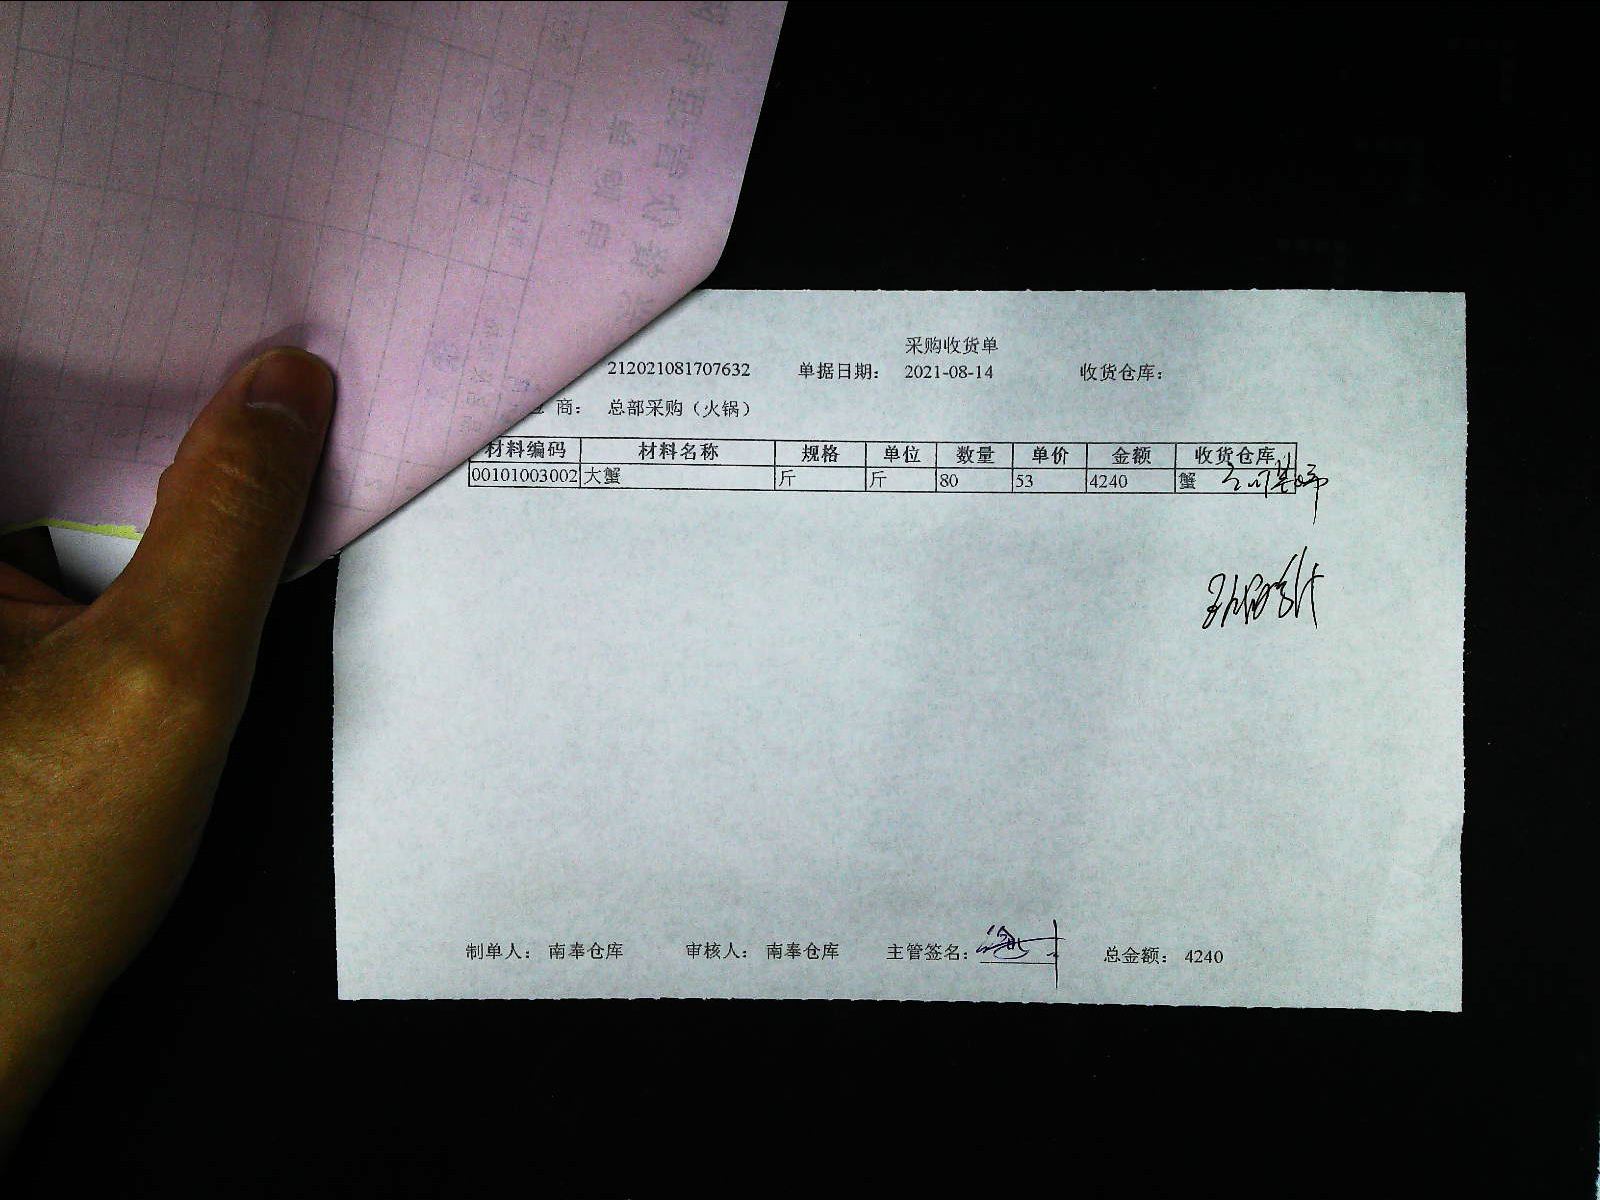 采购收货单
212021081707632 单据日期： 2021-08-14 收货仓库：
商： 总部采购（火锅）
材料编码 材料名称 规格 单位 数量 单价 金额 收货仓库
00101003002 大蟹 斤 斤 80 53 4240 蟹
制单人： 南奉仓库 审核人： 南奉仓库 主管签名： 总金额： 4240